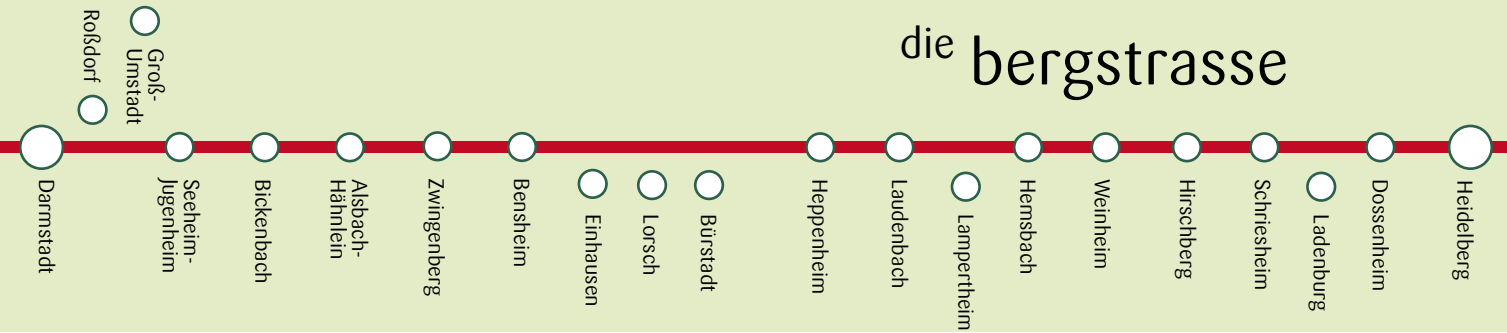 die bergstrasse
Roßdorf
Groß-
Umstadt
Darmstadt
Seeheim-
Jugenheim
Bickenbach
Alsbach-
Hähnlein
Zwingenberg
Bensheim
Einhausen
Lorsch
Bürstadt
Heppenheim
Laudenbach
Lampertheim
Hemsbach
Weinheim
Hirschberg
Schriesheim
Ladenburg
Dossenheim
Heidelberg